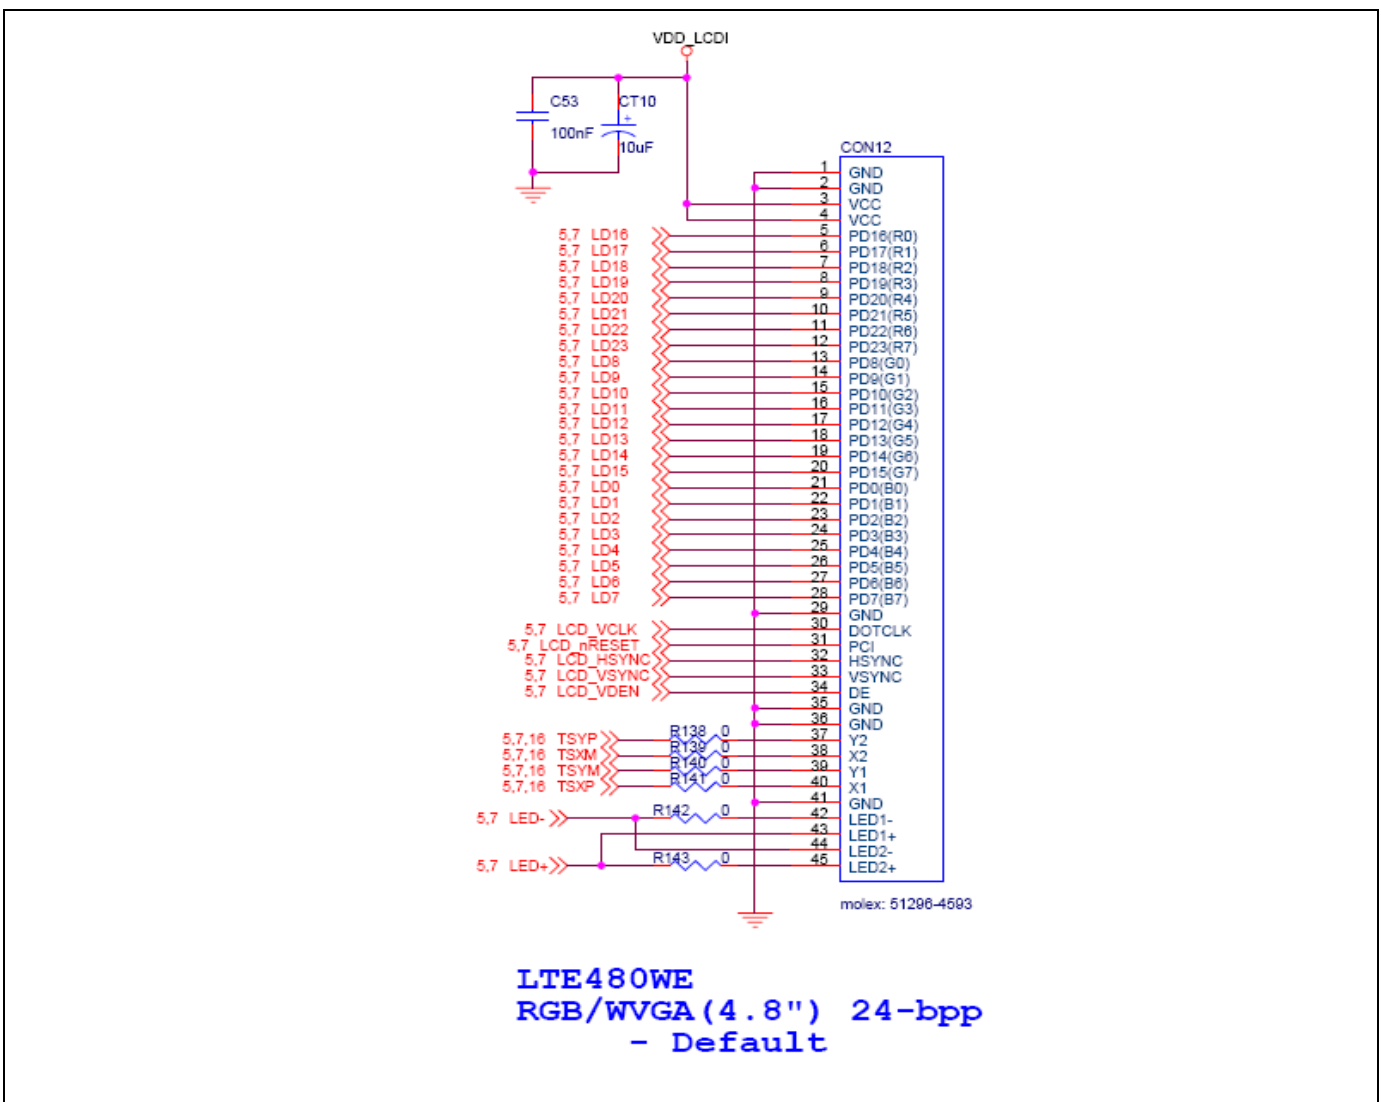 VDD_LCDI
C53
CT10
+
100nF
10uF
CON12
1 GND
2 GND
3 VCC
4 VCC
5,7 LD16 5 PD16(R0)
5,7 LD17 6 PD17(R1)
5,7 LD18 7 PD18(R2)
5,7 LD19 8 PD19(R3)
5,7 LD20 9 PD20(R4)
5,7 LD21 10 PD21(R5)
5,7 LD22 11 PD22(R6)
5,7 LD23 12 PD23(R7)
5,7 LD8 13 PD8(G0)
5,7 LD9 14 PD9(G1)
5,7 LD10 15 PD10(G2)
5,7 LD11 16 PD11(G3)
5,7 LD12 17 PD12(G4)
5,7 LD13 18 PD13(G5)
5,7 LD14 19 PD14(G6)
5,7 LD15 20 PD15(G7)
5,7 LD0 21 PD0(B0)
5,7 LD1 22 PD1(B1)
5,7 LD2 23 PD2(B2)
5,7 LD3 24 PD3(B3)
5,7 LD4 25 PD4(B4)
5,7 LD5 26 PD5(B5)
5,7 LD6 27 PD6(B6)
5,7 LD7 28 PD7(B7)
29 GND
5,7 LCD_VCLK 30 DOTCLK
5,7 LCD_nRESET 31 PCI
5,7 LCD_HSYNC 32 HSYNC
5,7 LCD_VSYNC 33 VSYNC
5,7 LCD_VDEN 34 DE
35 GND
36 GND
5,7,16 TSYP R138 0 37 Y2
5,7,16 TSXM R139 0 38 X2
5,7,16 TSYM R140 0 39 Y1
5,7,16 TSXP R141 0 40 X1
41 GND
5,7 LED- R142 0 42 LED1-
43 LED1+
44 LED2-
5,7 LED+ R143 0 45 LED2+
molex: 51296-4593
LTE480WE
RGB/WVGA(4.8") 24-bpp
- Default